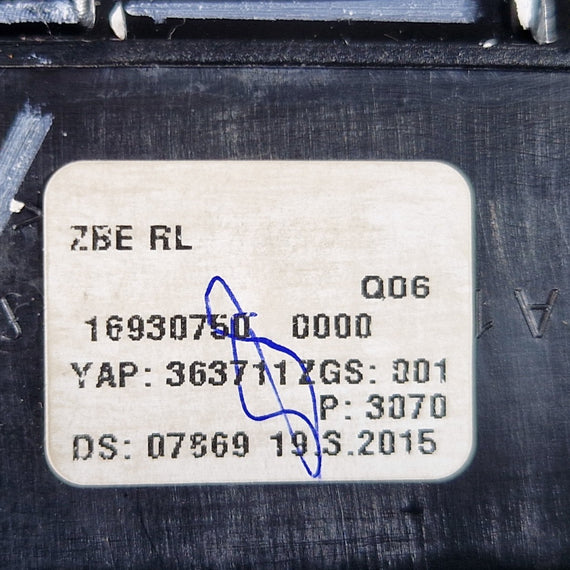 ZBE RL
Q06
16930750 0000
YAP: 363711 ZGS: 001
P: 3070
DS: 07869